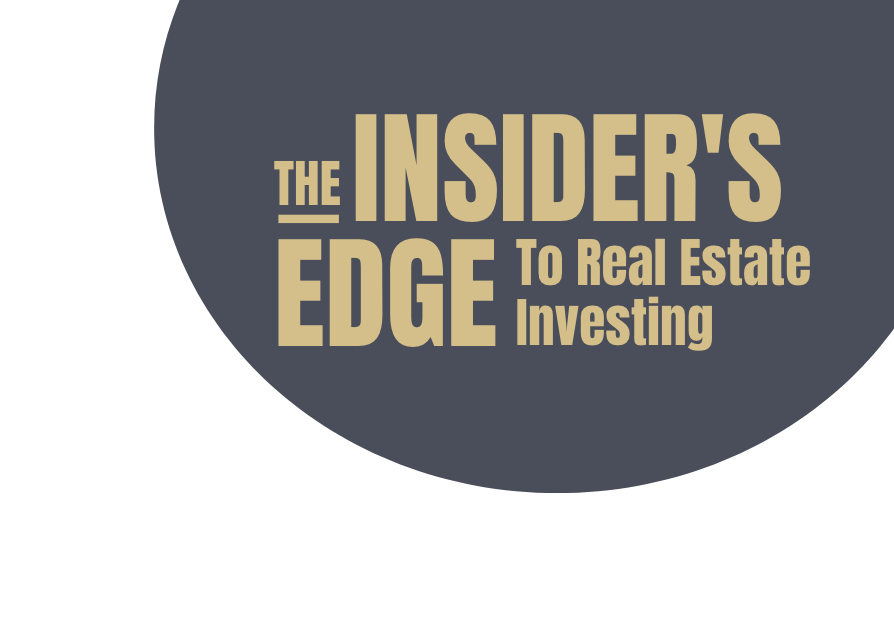 THE INSIDER'S
EDGE To Real Estate
Investing